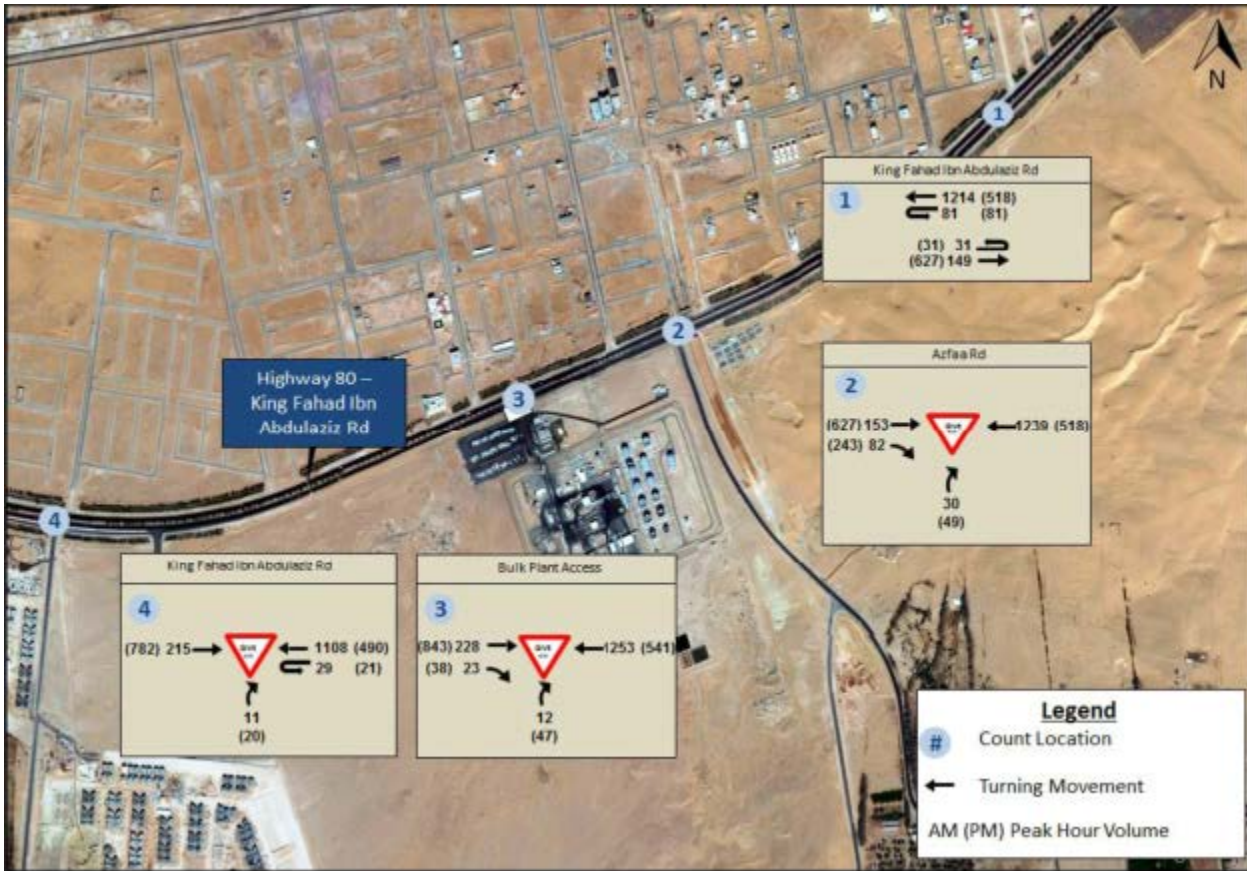 N
1
King Fahad Ibn Abdulaziz Rd
1
1214 (518)
81 (81)
(31) 31
(627) 149
2
Azfaa Rd
2
(627) 153
1239 (518)
(243) 82
30
(49)
3
Highway 80 –
King Fahad Ibn
Abdulaziz Rd
4
King Fahad Ibn Abdulaziz Rd
4
(782) 215
GIVE
1108 (490)
29 (21)
11
(20)
Bulk Plant Access
3
(843) 228
GIVE
1253 (541)
(38) 23
12
(47)
Legend
# Count Location
Turning Movement
AM (PM) Peak Hour Volume